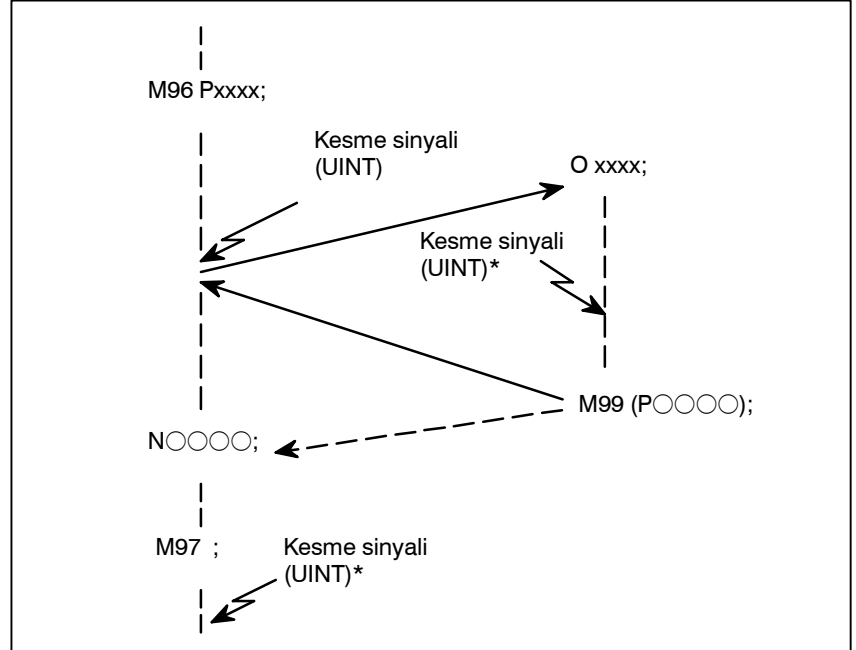 M96 Pxxxx;
Kesme sinyali
(UINT)
O xxxx;
Kesme sinyali
(UINT)*
M99 (P○○○○);
N○○○○;
M97 ;
Kesme sinyali
(UINT)*